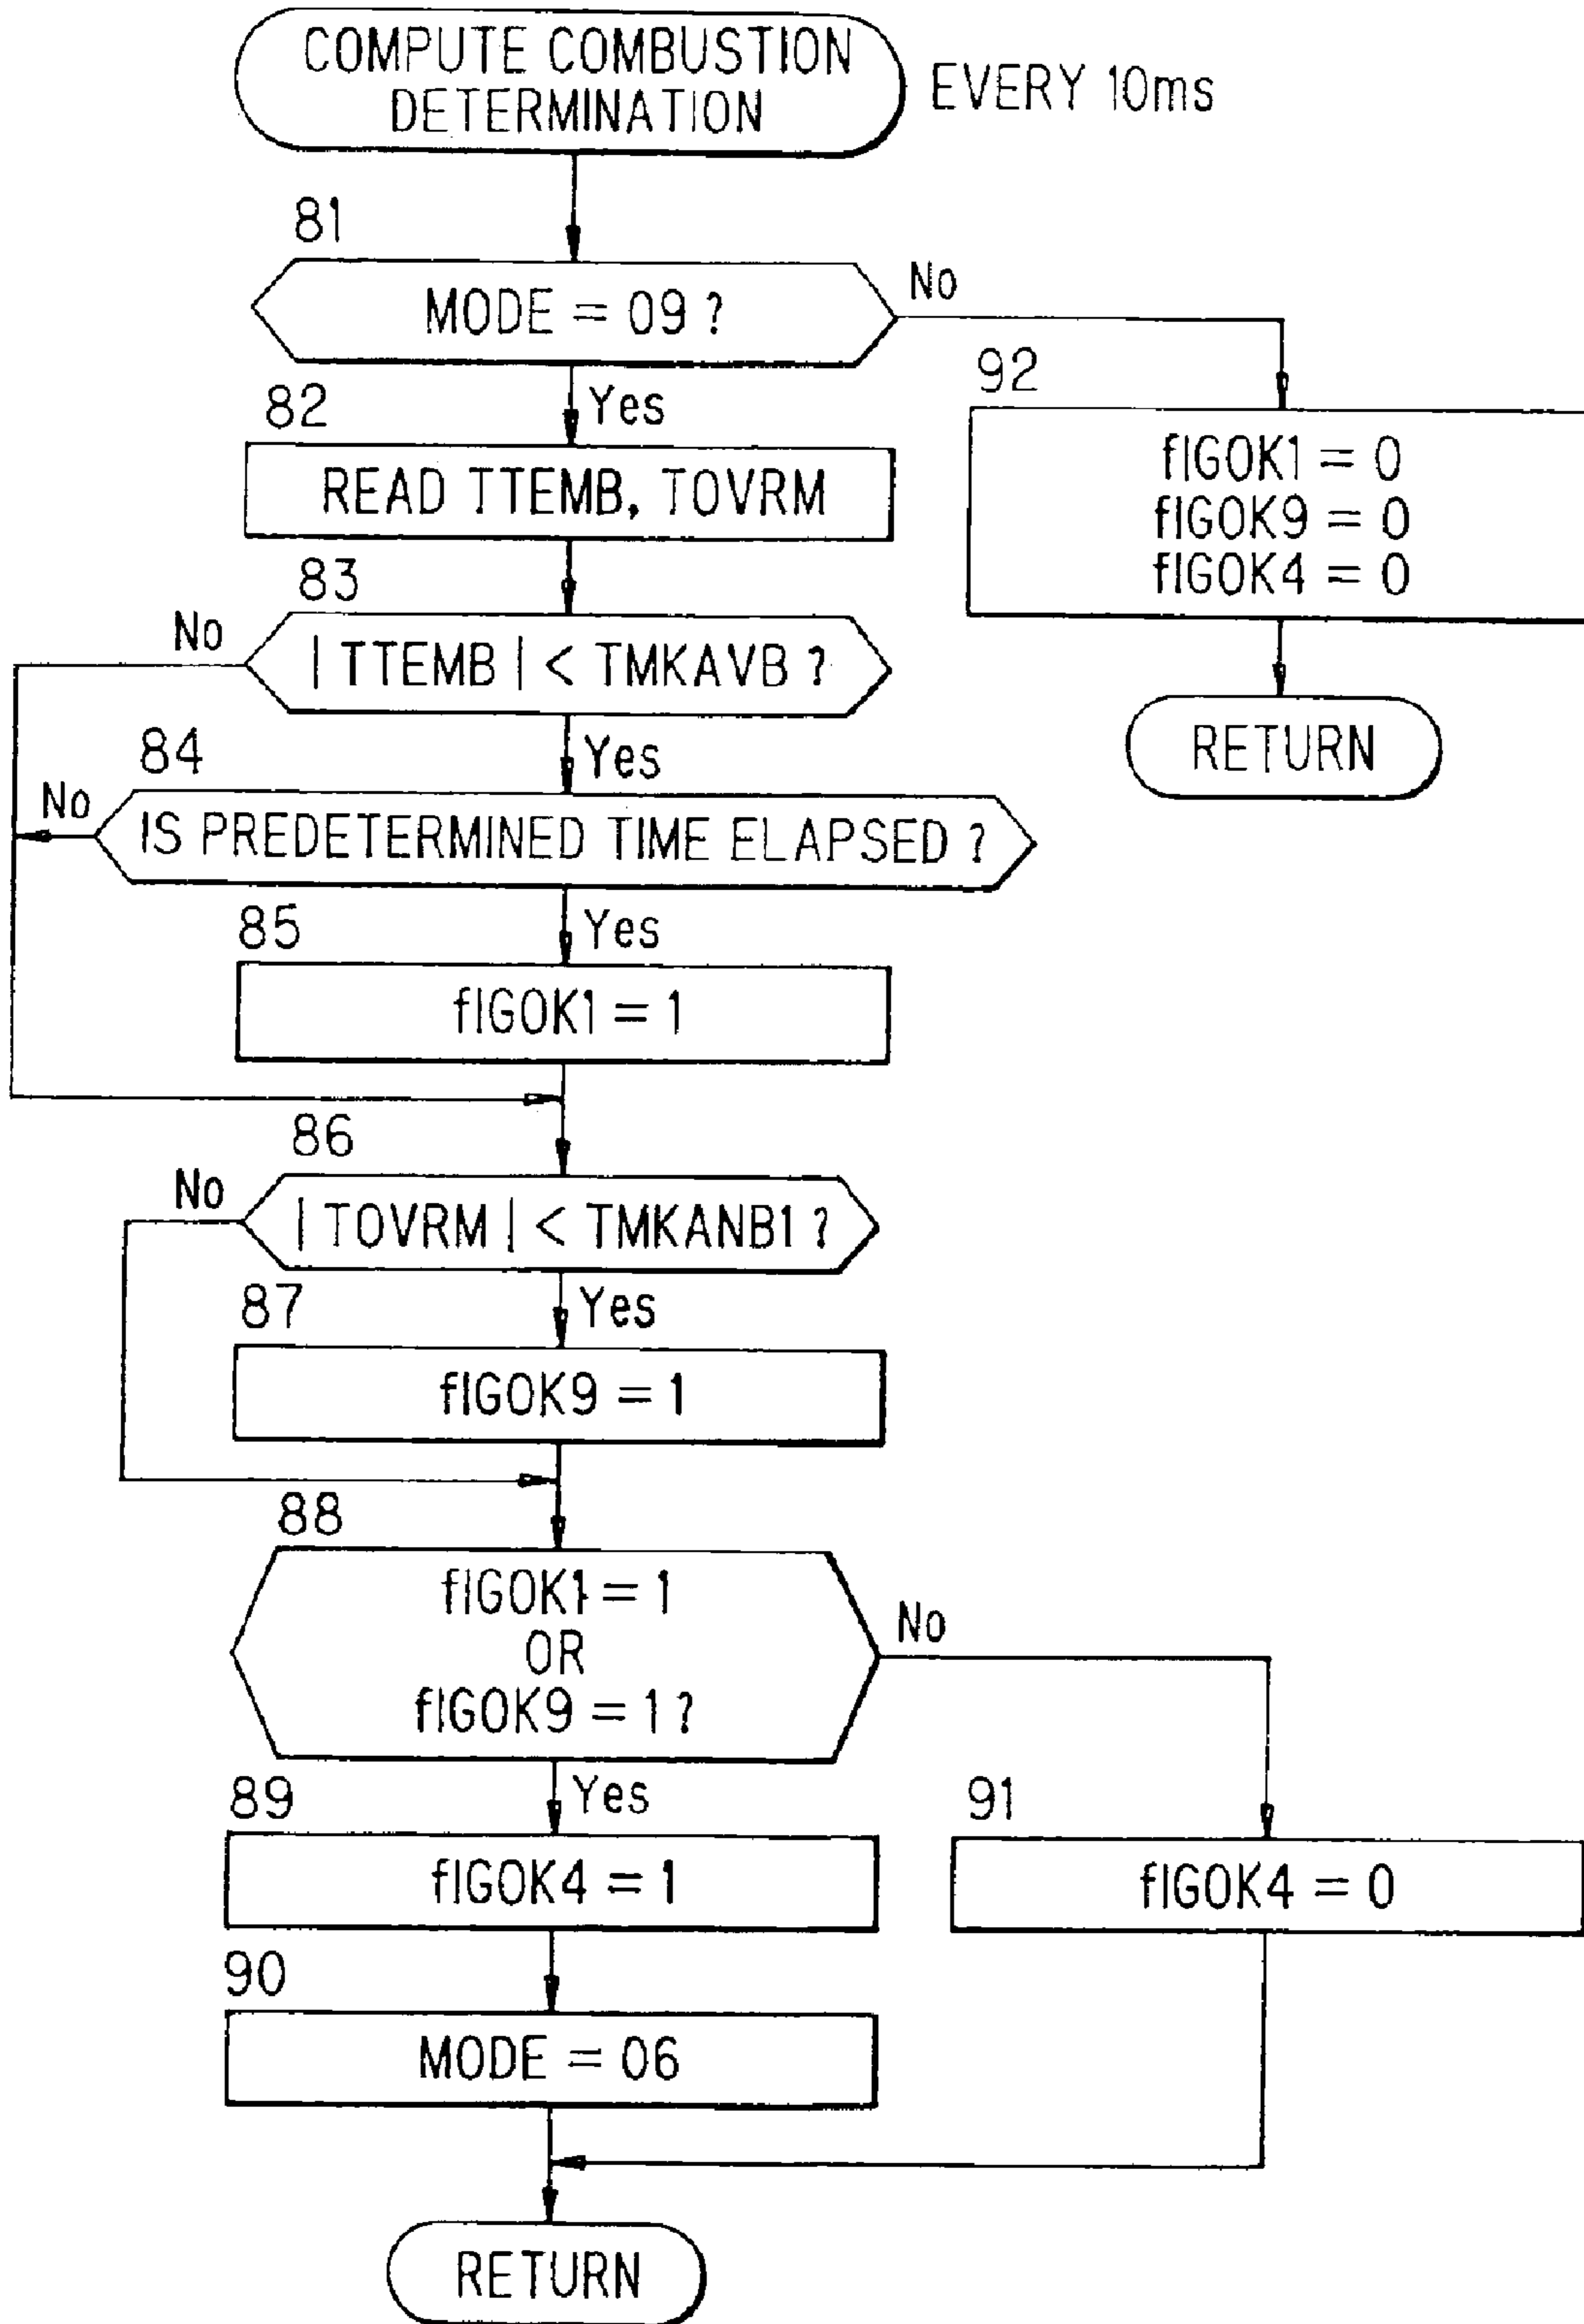 COMPUTE COMBUSTION
DETERMINATION
EVERY 10ms
81
MODE = 09 ?
No
Yes
92
fIGOK1 = 0
fIGOK9 = 0
fIGOK4 = 0
RETURN
82
READ TTEMB, TOVRM
83
No
| TTEMB | < TMKAVB ?
Yes
84
No
IS PREDETERMINED TIME ELAPSED ?
Yes
85
fIGOK1 = 1
86
No
| TOVRM | < TMKANB1 ?
Yes
87
fIGOK9 = 1
88
fIGOK1 = 1
OR
fIGOK9 = 1 ?
No
Yes
89
fIGOK4 = 1
91
fIGOK4 = 0
90
MODE = 06
RETURN